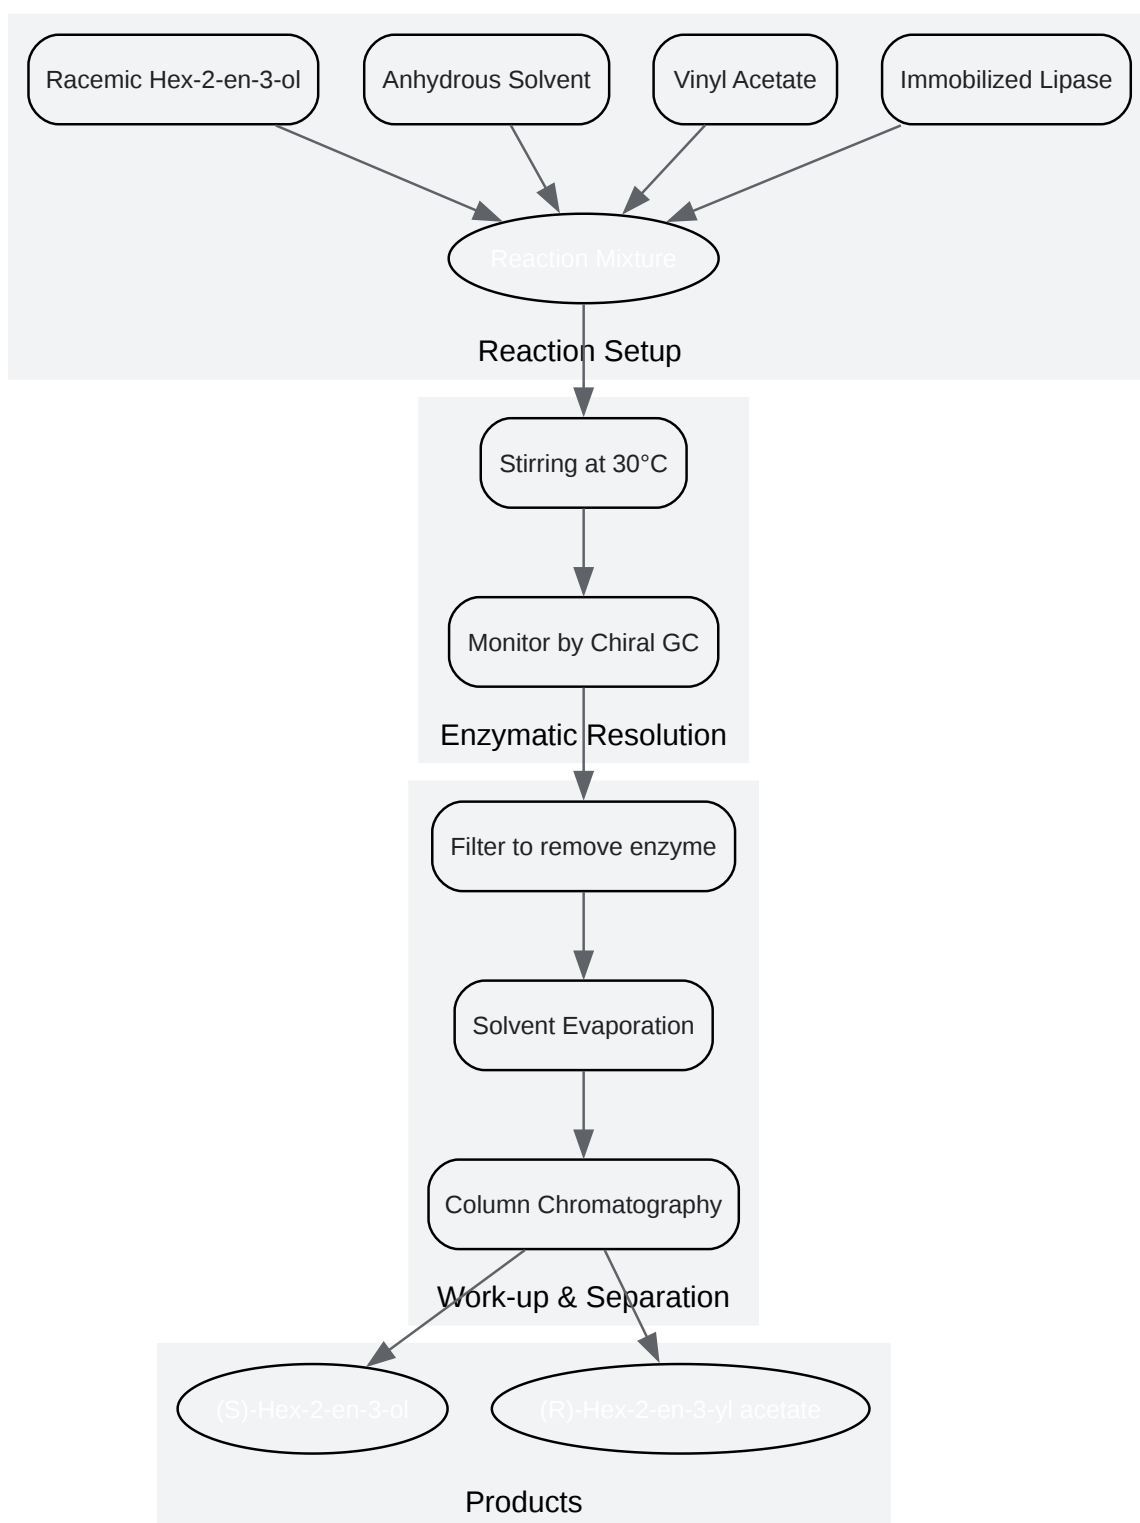 Racemic Hex-2-en-3-ol
Anhydrous Solvent
Vinyl Acetate
Immobilized Lipase
Reaction Mixture
Reaction Setup
Stirring at 30°C
Monitor by Chiral GC
Enzymatic Resolution
Filter to remove enzyme
Solvent Evaporation
Column Chromatography
Work-up & Separation
(S)-Hex-2-en-3-ol
(R)-Hex-2-en-3-yl acetate
Products